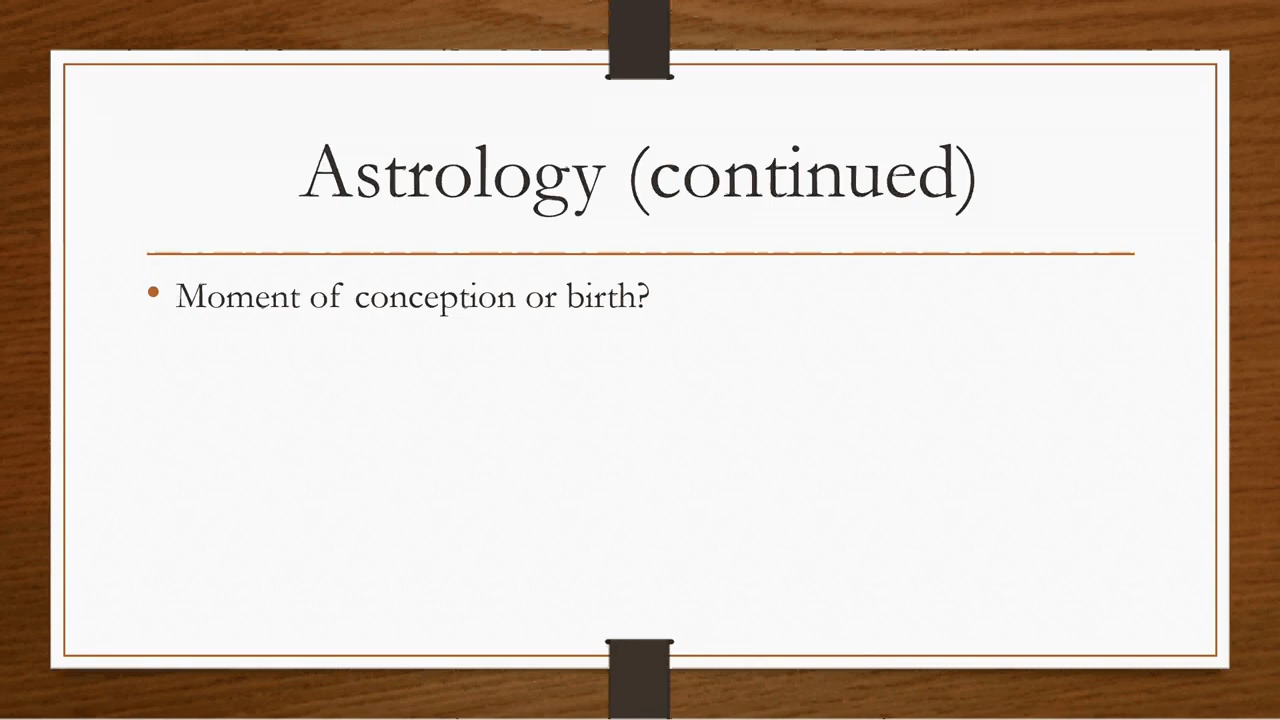 Astrology (continued)
• Moment of conception or birth?